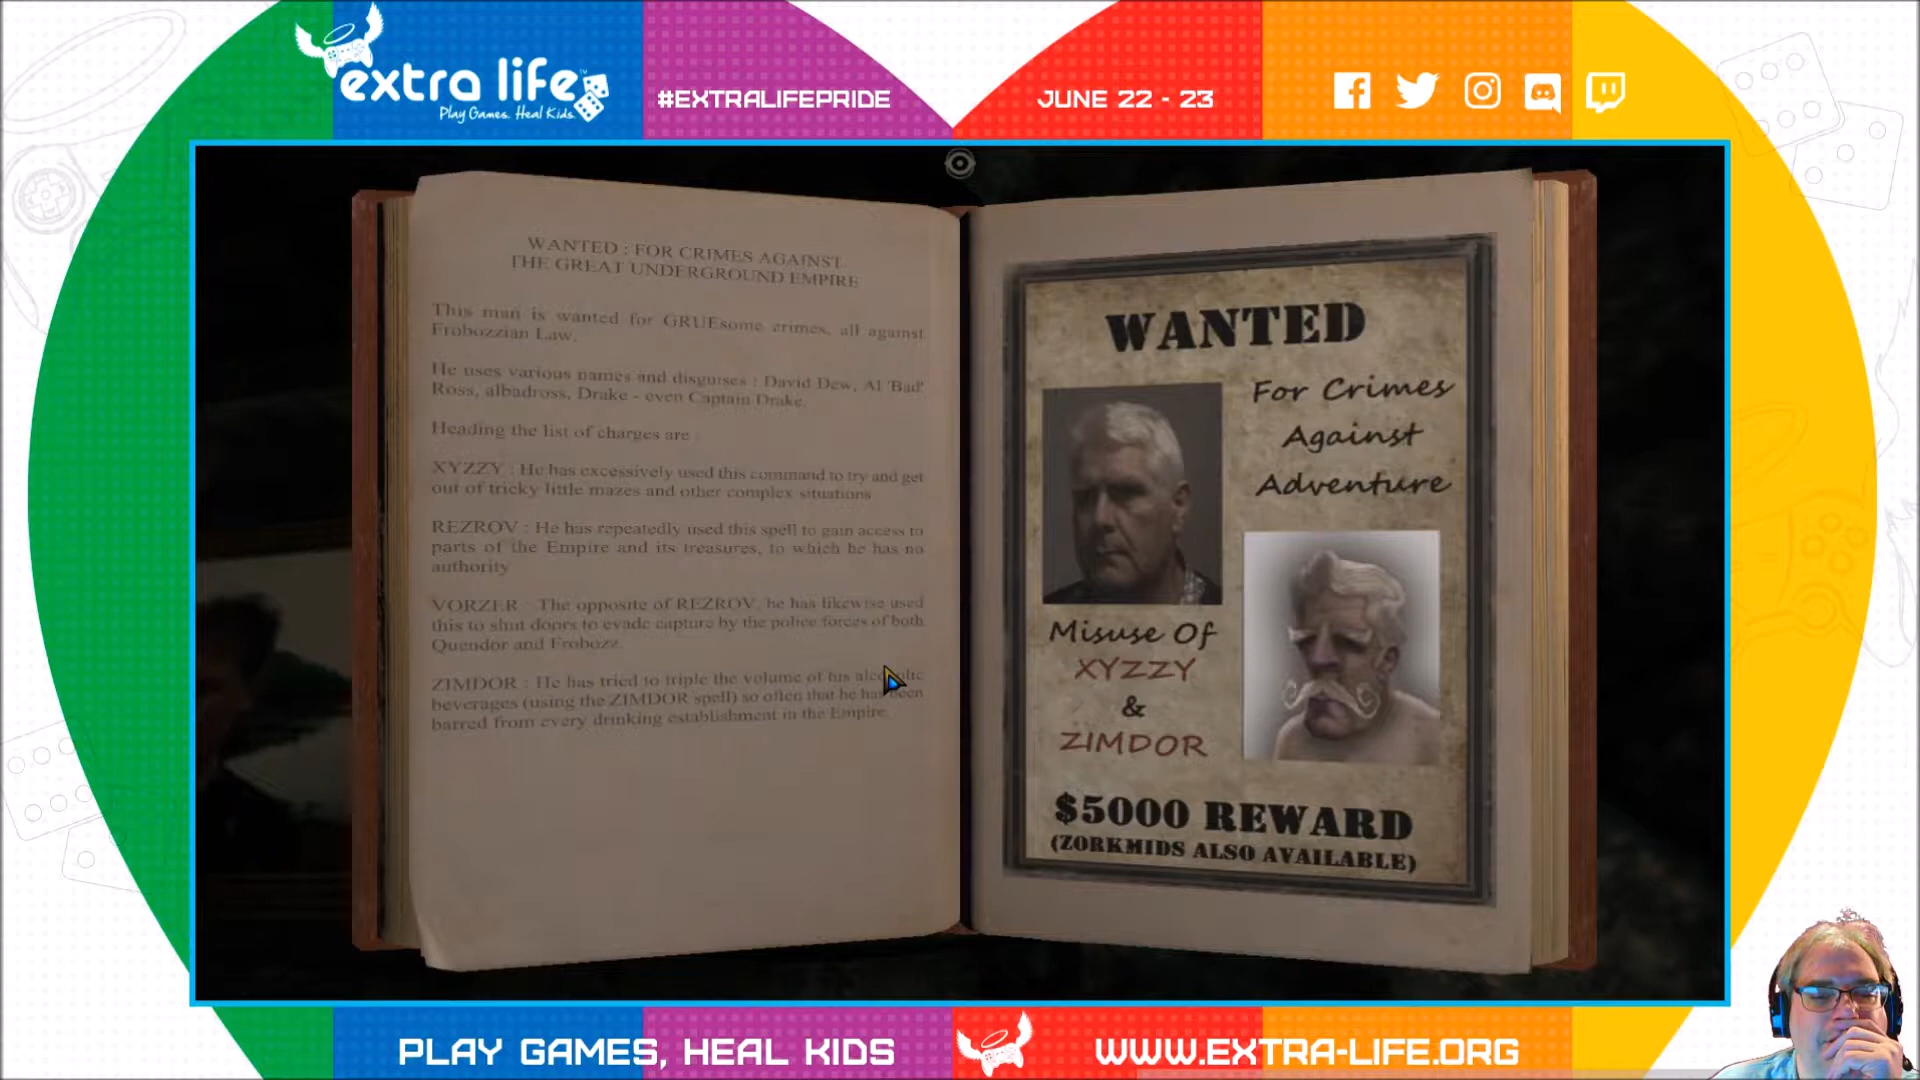 extra life
Play Games. Heal Kids.
#EXTRALIFEPRIDE
JUNE 22 - 23
WANTED : FOR CRIMES AGAINST
THE GREAT UNDERGROUND EMPIRE
This man is wanted for GRUEsome crimes, all against
Frobozzian Law.
He uses various names and disguises : David Dew, Al 'Bad'
Ross, albadross, Drake - even Captain Drake.
Heading the list of charges are :
XYZZY : He has excessively used this command to try and get
out of tricky little mazes and other complex situations
REZROV : He has repeatedly used this spell to gain access to
parts of the Empire and its treasures, to which he has no
authority
VORZER : The opposite of REZROV, he has likewise used
this to shut doors to evade capture by the police forces of both
Quendor and Frobozz.
ZIMDOR : He has tried to triple the volume of his
beverages (using the ZIMDOR spell) so often that he has been
barred from every drinking establishment in the Empire.
WANTED
For Crimes
Against
Adventure
Misuse Of
XYZZY
&
ZIMDOR
$5000 REWARD
(ZORKMIDS ALSO AVAILABLE)
PLAY GAMES, HEAL KIDS
WWW.EXTRA-LIFE.ORG